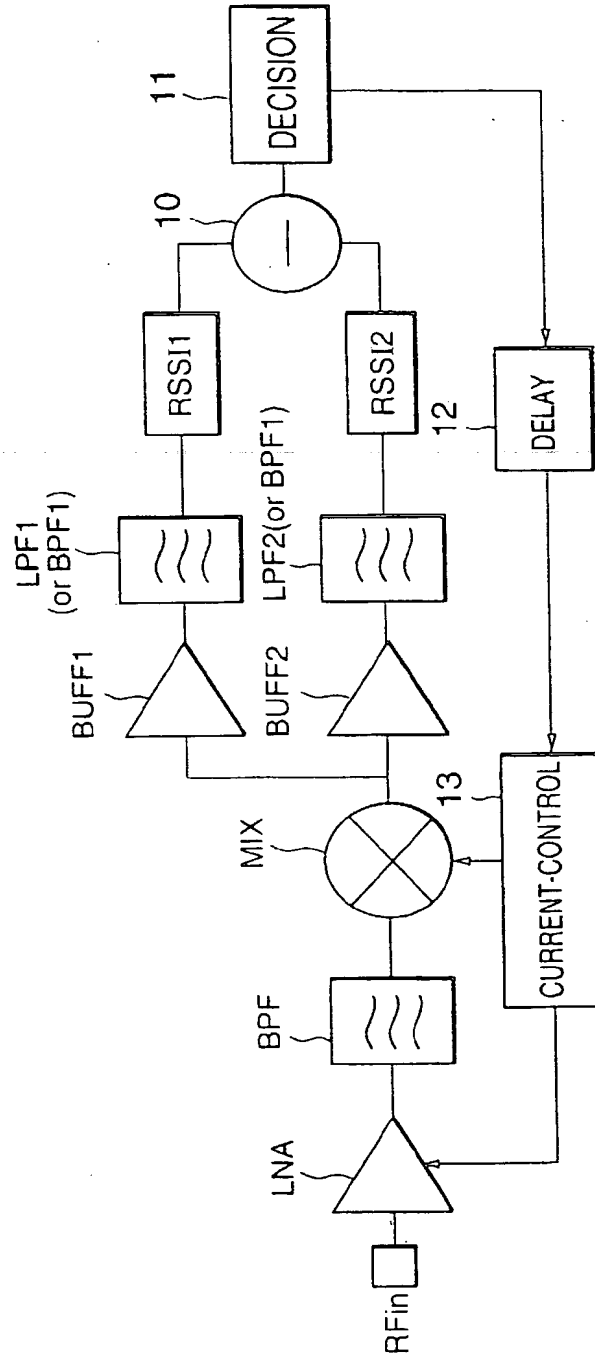 RFin
LNA
BPF
MIX
BUFF1
BUFF2
LPF1
(or BPF1)
LPF2(or BPF1)
RSSI1
RSSI2
10
11
DECISION
12
DELAY
13
CURRENT-CONTROL